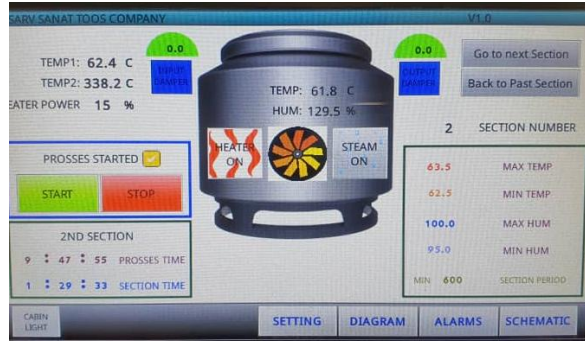 SARV SANAT TOOS COMPANY V1.0
0.0 0.0
TEMP1: 62.4 C
INPUT DAMPER
OUTPUT DAMPER
Go to next Section
TEMP2: 338.2 C
TEMP: 61.8 C
Back to Past Section
EATER POWER 15 %
HUM: 129.5 %
2 SECTION NUMBER
PROSSES STARTED
HEATER ON
STEAM ON
63.5 MAX TEMP
START STOP
62.5 MIN TEMP
100.0 MAX HUM
2ND SECTION
95.0 MIN HUM
9 : 47 : 55 PROSSES TIME
1 : 29 : 33 SECTION TIME
MIN 600 SECTION PERIOD
CABIN LIGHT
SETTING DIAGRAM ALARMS SCHEMATIC